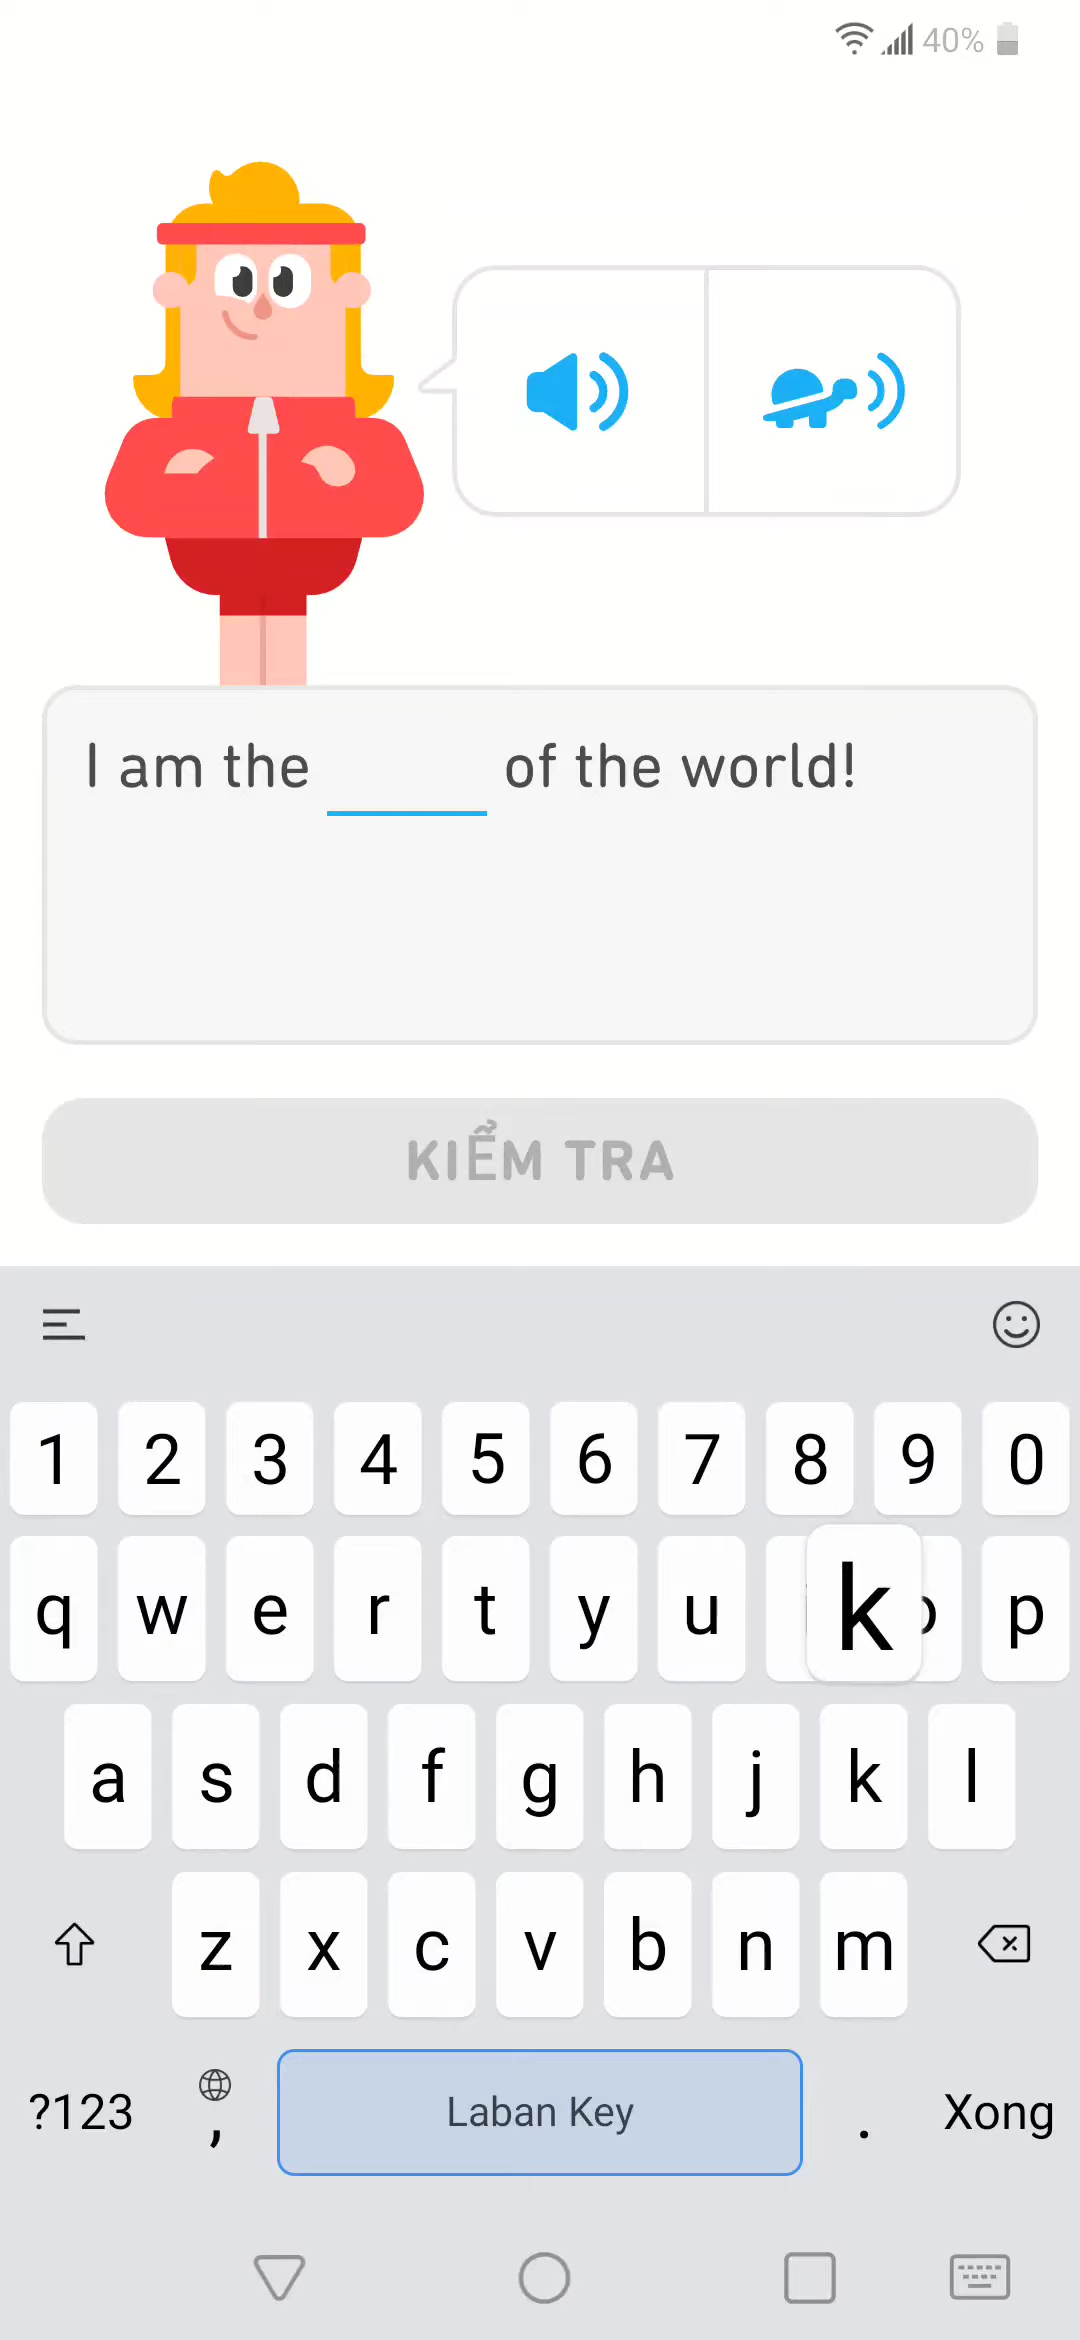 40%
I am the _____ of the world!
KIỂM TRA
1 2 3 4 5 6 7 8 9 0
q w e r t y u k p
a s d f g h j k l
z x c v b n m
?123 , Laban Key . Xong